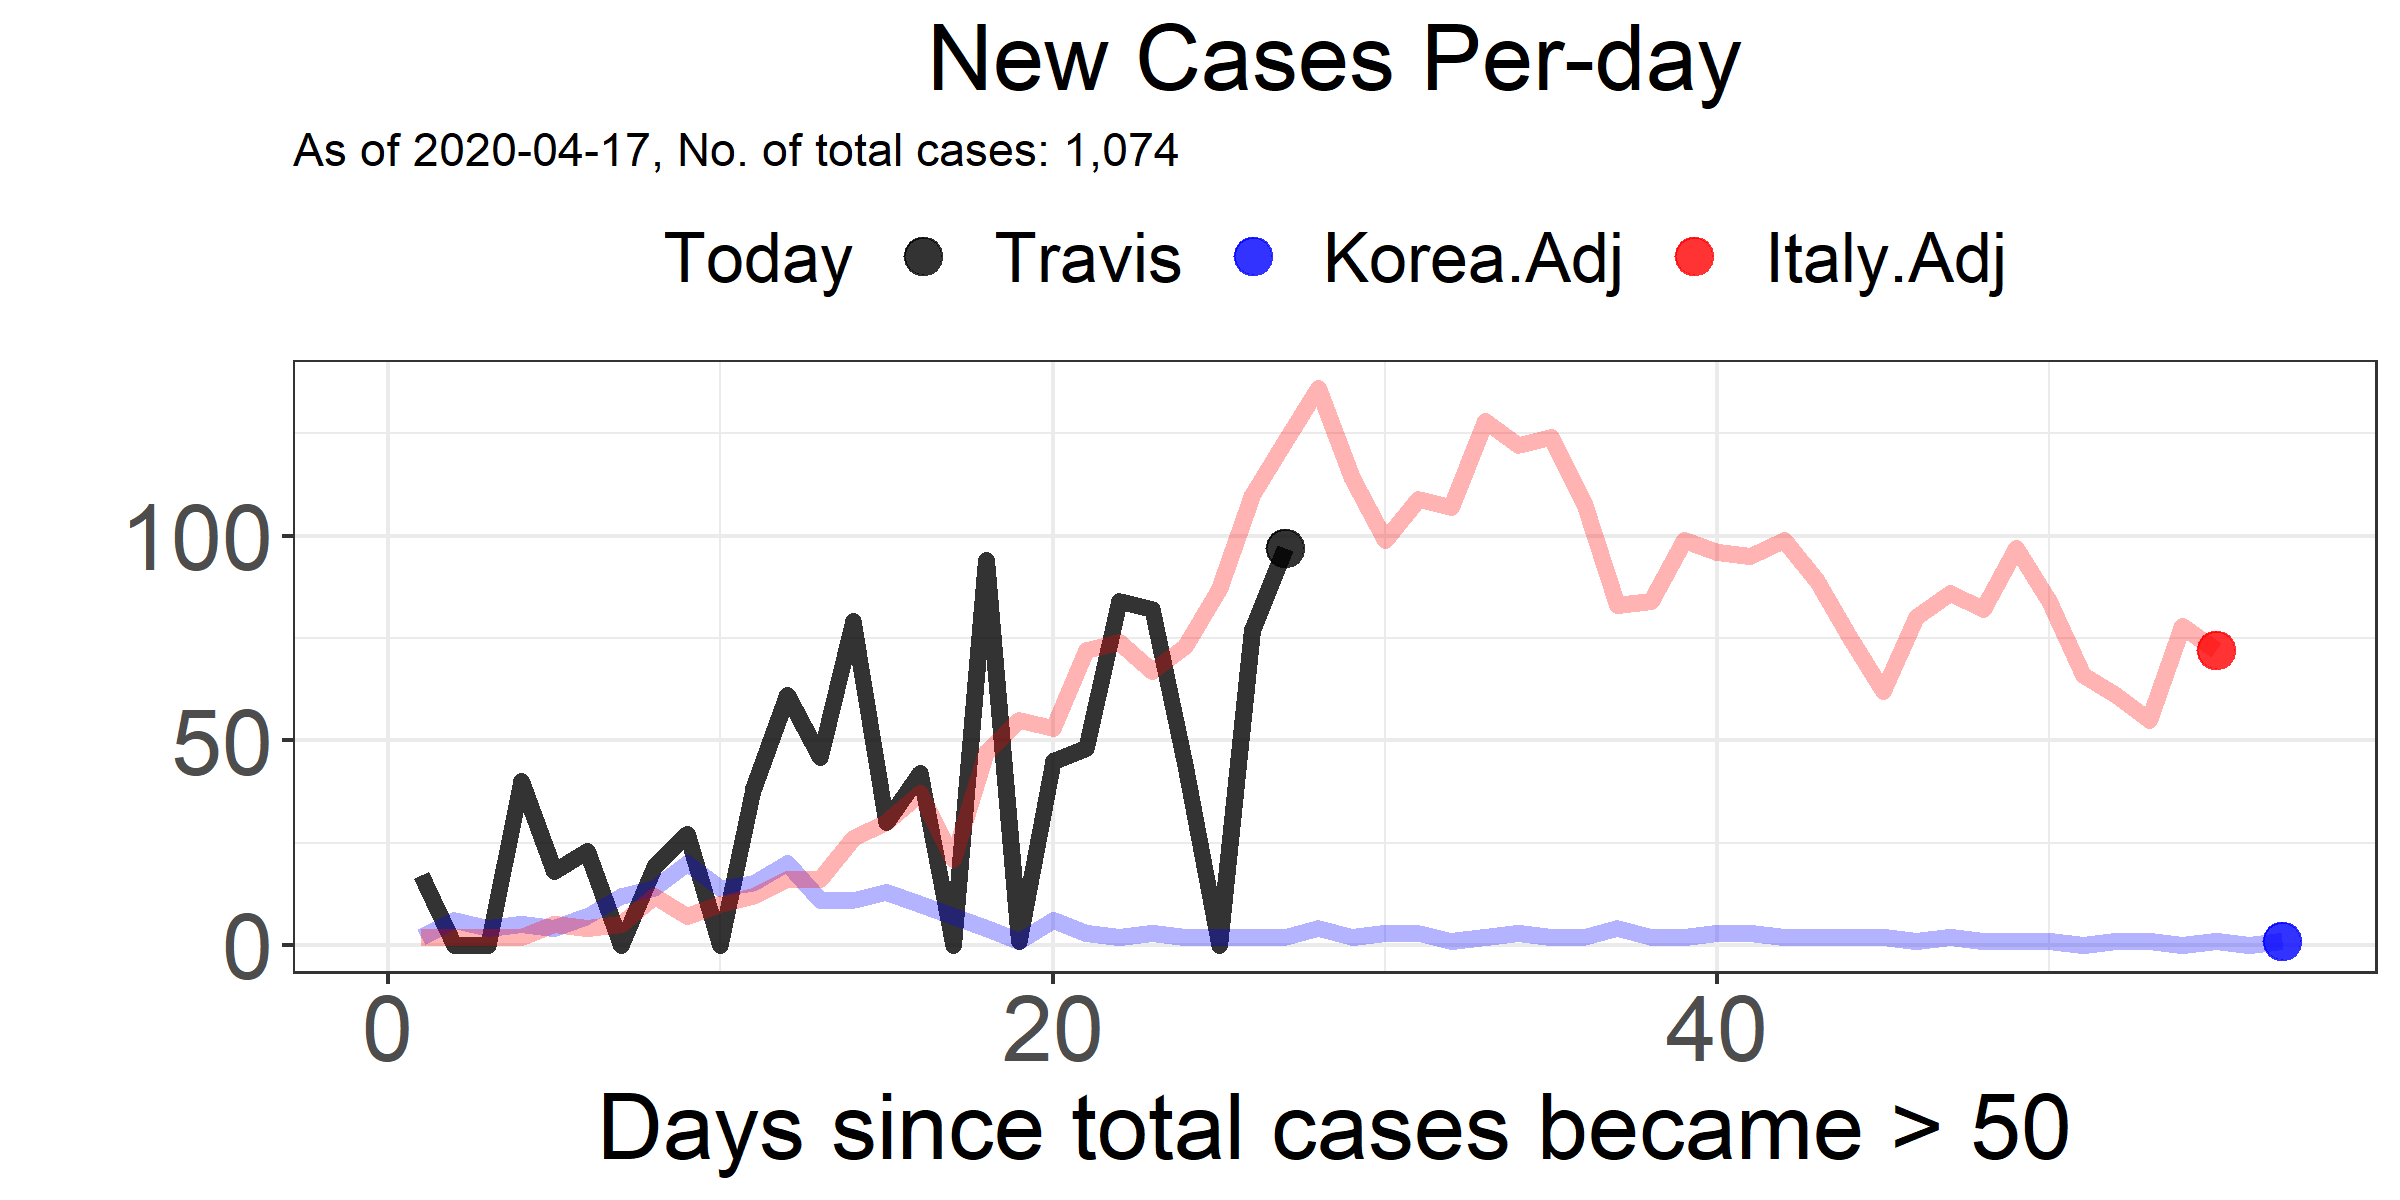 New Cases Per-day
As of 2020-04-17, No. of total cases: 1,074
Today Travis Korea.Adj Italy.Adj
100
50
0
0 20 40
Days since total cases became > 50